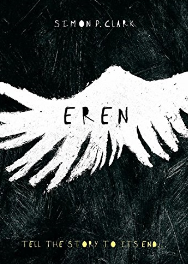 SIMON P. CLARK
EREN
TELL THE STORY TO ITS END.